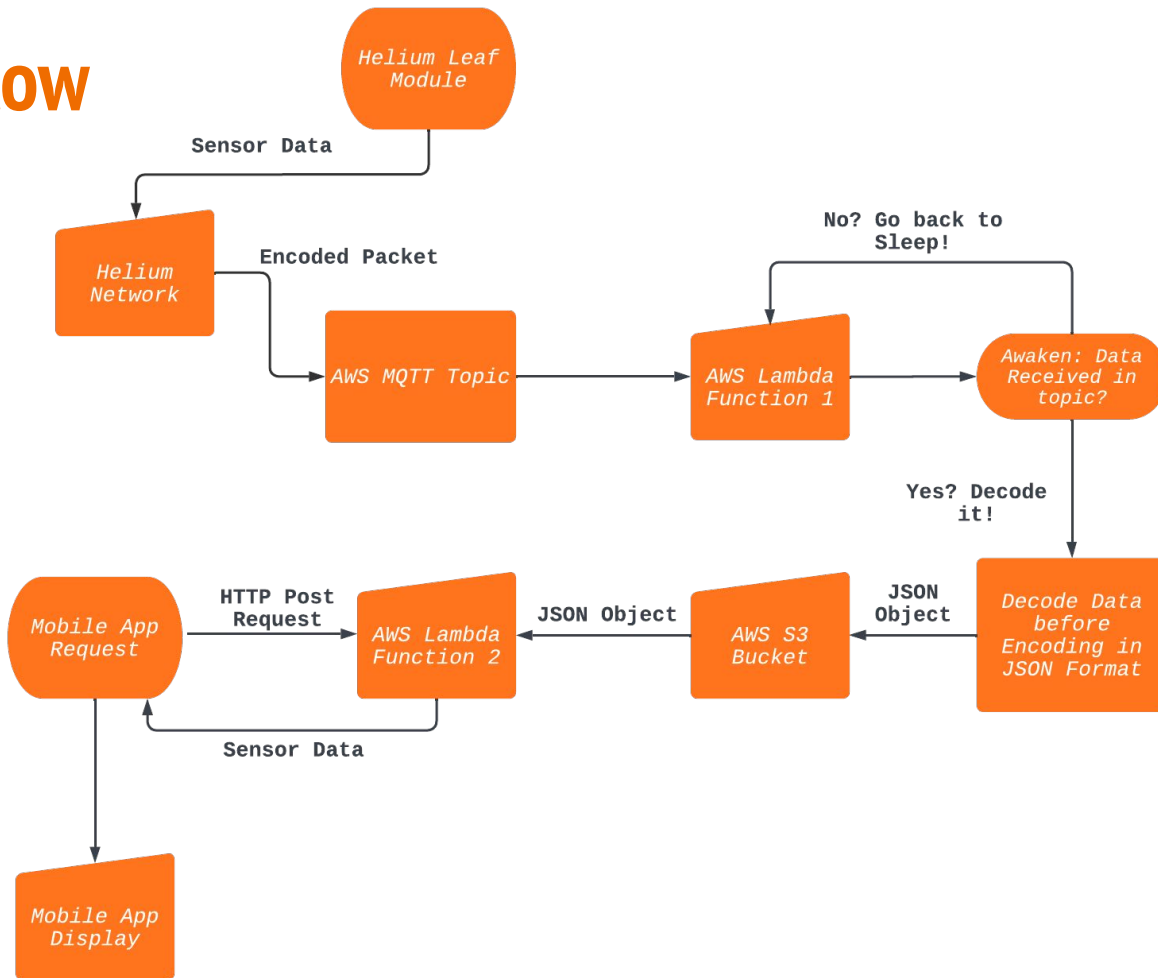 ow
Helium Leaf
Module
Sensor Data
Helium
Network
Encoded Packet
AWS MQTT Topic
No? Go back to
Sleep!
AWS Lambda
Function 1
Awaken: Data
Received in
topic?
Yes? Decode
it!
Decode Data
before
Encoding in
JSON Format
JSON
Object
AWS S3
Bucket
JSON Object
AWS Lambda
Function 2
HTTP Post
Request
Mobile App
Request
Sensor Data
Mobile App
Display